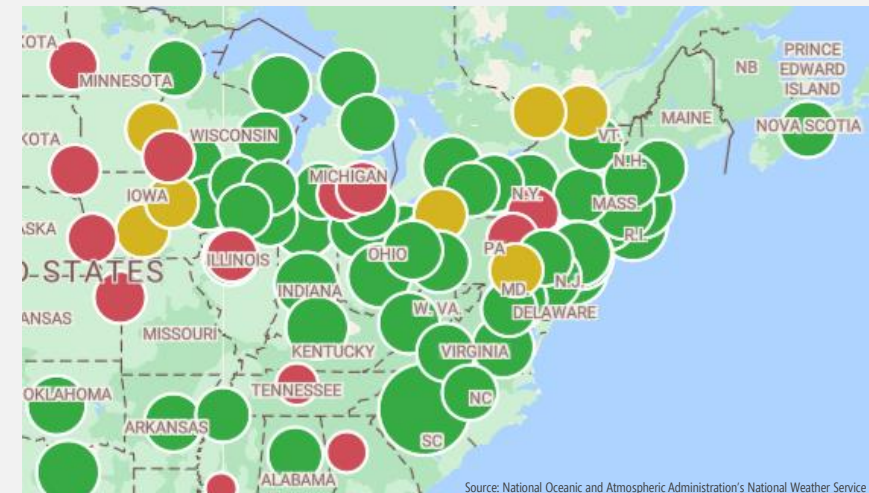 KOTA
MINNESOTA
PRINCE
EDWARD
ISLAND
NB
MAINE
NOVA SCOTIA
VT.
KOTA
WISCONSIN
N.H.
MICHIGAN
IOWA
N.Y.
MASS.
ASKA
R.I.
PA
OHIO
ILLINOIS
D STATES
INDIANA
MD.
N.J.
W. VA.
DELAWARE
ANSAS
MISSOURI
KENTUCKY
VIRGINIA
TENNESSEE
OKLAHOMA
NC
ARKANSAS
SC
ALABAMA
Source: National Oceanic and Atmospheric Administration's National Weather Service